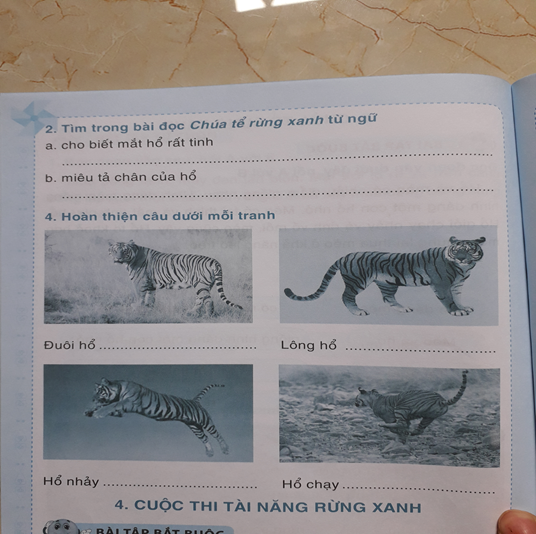 2. Tìm trong bài đọc Chúa tể rừng xanh từ ngữ
a. cho biết mắt hổ rất tinh
b. miêu tả chân của hổ
4. Hoàn thiện câu dưới mỗi tranh
Đuôi hổ
Lông hổ
Hổ nhảy
Hổ chạy
4. CUỘC THI TÀI NĂNG RỪNG XANH
BÀI TẬP BẮT BUỘC